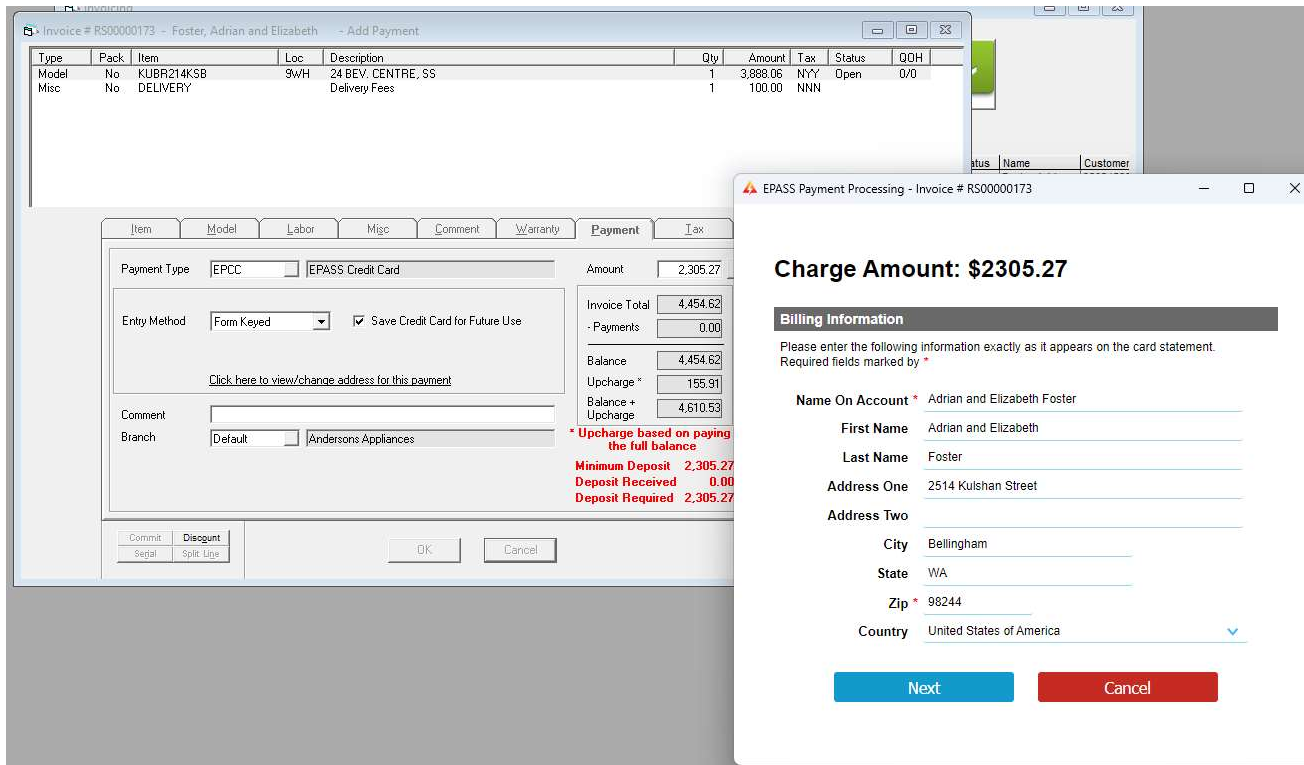 Invoicing
Invoice # RS00000173 - Foster, Adrian and Elizabeth - Add Payment
Type Pack Item Loc Description Qty Amount Tax Status QOH
Model No KUBR214KSB 9WH 24 BEV. CENTRE, SS 1 3,888.06 NYY Open 0/0
Misc No DELIVERY Delivery Fees 1 100.00 NNN
atus Name Customer
Item Model Labor Misc Comment Warranty Payment Tax
Payment Type EPCC EPASS Credit Card Amount 2,305.27
Entry Method Form Keyed Save Credit Card for Future Use
Click here to view/change address for this payment
Invoice Total 4,454.62
- Payments 0.00
Balance 4,454.62
Upcharge * 155.91
Balance +
Upcharge 4,610.53
Comment
Branch Default Andersons Appliances
* Upcharge based on paying
the full balance
Minimum Deposit 2,305.27
Deposit Received 0.00
Deposit Required 2,305.27
Commit Discount
Serial Split Line
OK Cancel
EPASS Payment Processing - Invoice # RS00000173
Charge Amount: $2305.27
Billing Information
Please enter the following information exactly as it appears on the card statement.
Required fields marked by *
Name On Account * Adrian and Elizabeth Foster
First Name Adrian and Elizabeth
Last Name Foster
Address One 2514 Kulshan Street
Address Two
City Bellingham
State WA
Zip * 98244
Country United States of America
Next Cancel